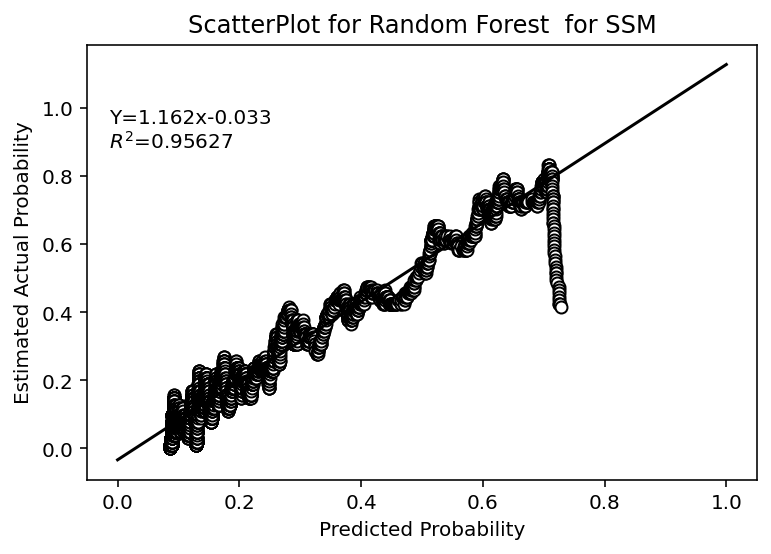 ScatterPlot for Random Forest  for SSM
Y=1.162x-0.033
R²=0.95627
Estimated Actual Probability
1.0
0.8
0.6
0.4
0.2
0.0
0.0 0.2 0.4 0.6 0.8 1.0
Predicted Probability